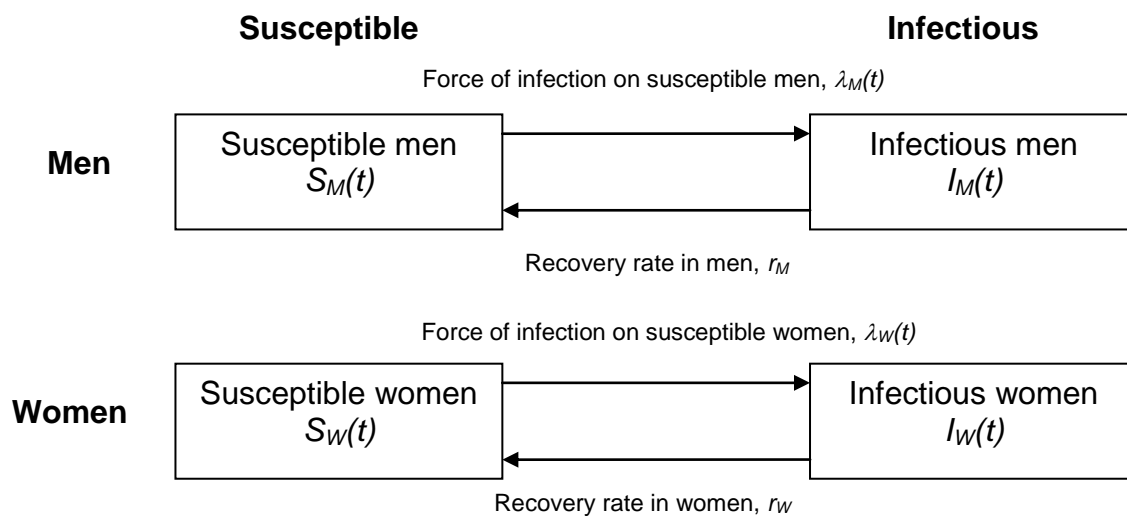 Susceptible Infectious
Force of infection on susceptible men, λM(t)
Men
Susceptible men
SM(t)
Infectious men
IM(t)
Recovery rate in men, rM
Force of infection on susceptible women, λW(t)
Women
Susceptible women
SW(t)
Infectious women
IW(t)
Recovery rate in women, rW